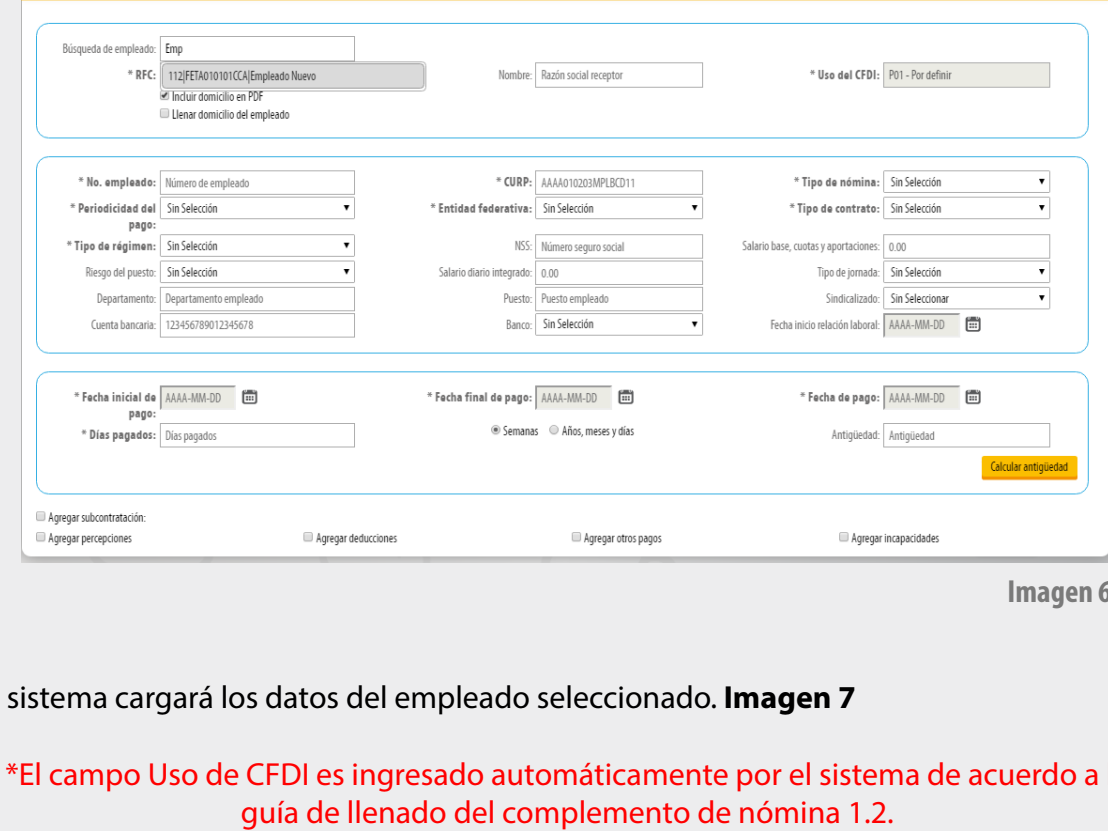 Búsqueda de empleado: Emp
* RFC: 112|FETA010101CCA|Empleado Nuevo Nombre: Razón social receptor * Uso del CFDI: P01 - Por definir
Incluir domicilio en PDF
Llenar domicilio del empleado
* No. empleado: Número de empleado * CURP: AAAA010203MPLBCD11 * Tipo de nómina: Sin Selección
* Periodicidad del pago: Sin Selección * Entidad federativa: Sin Selección * Tipo de contrato: Sin Selección
* Tipo de régimen: Sin Selección NSS: Número seguro social Salario base, cuotas y aportaciones: 0.00
Riesgo del puesto: Sin Selección Salario diario integrado: 0.00 Tipo de jornada: Sin Selección
Departamento: Departamento empleado Puesto: Puesto empleado Sindicalizado: Sin Seleccionar
Cuenta bancaria: 123456789012345678 Banco: Sin Selección Fecha inicio relación laboral: AAAA-MM-DD
* Fecha inicial de pago: AAAA-MM-DD * Fecha final de pago: AAAA-MM-DD * Fecha de pago: AAAA-MM-DD
* Días pagados: Días pagados Semanas Años, meses y días Antigüedad: Antigüedad
Calcular antigüedad
Agregar subcontratación:
Agregar percepciones Agregar deducciones Agregar otros pagos Agregar incapacidades
Imagen 6
sistema cargará los datos del empleado seleccionado. Imagen 7
*El campo Uso de CFDI es ingresado automáticamente por el sistema de acuerdo a
guía de llenado del complemento de nómina 1.2.